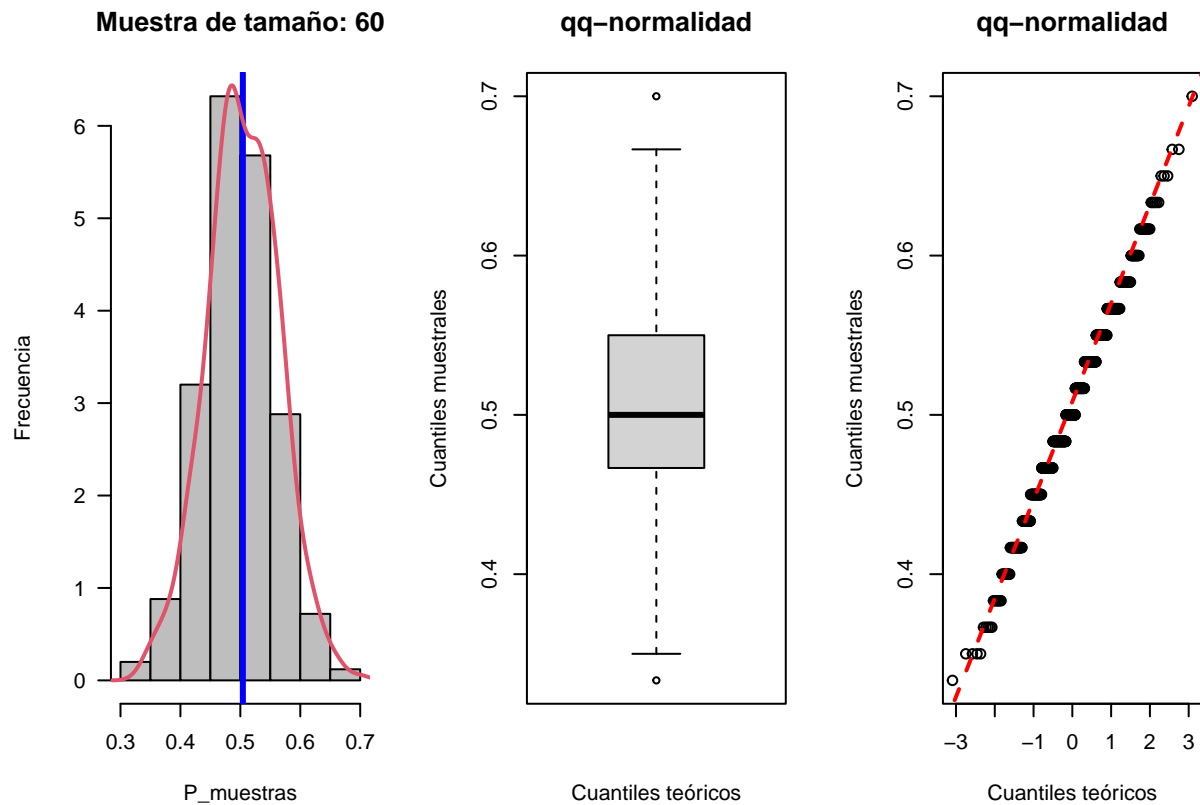 Muestra de tamaño: 60
Frecuencia
6
5
4
3
2
1
0
0.3 0.4 0.5 0.6 0.7
P_muestras
qq−normalidad
Cuantiles muestrales
0.7
0.6
0.5
0.4
Cuantiles teóricos
qq−normalidad
Cuantiles muestrales
0.7
0.6
0.5
0.4
−3 −1 0 1 2 3
Cuantiles teóricos